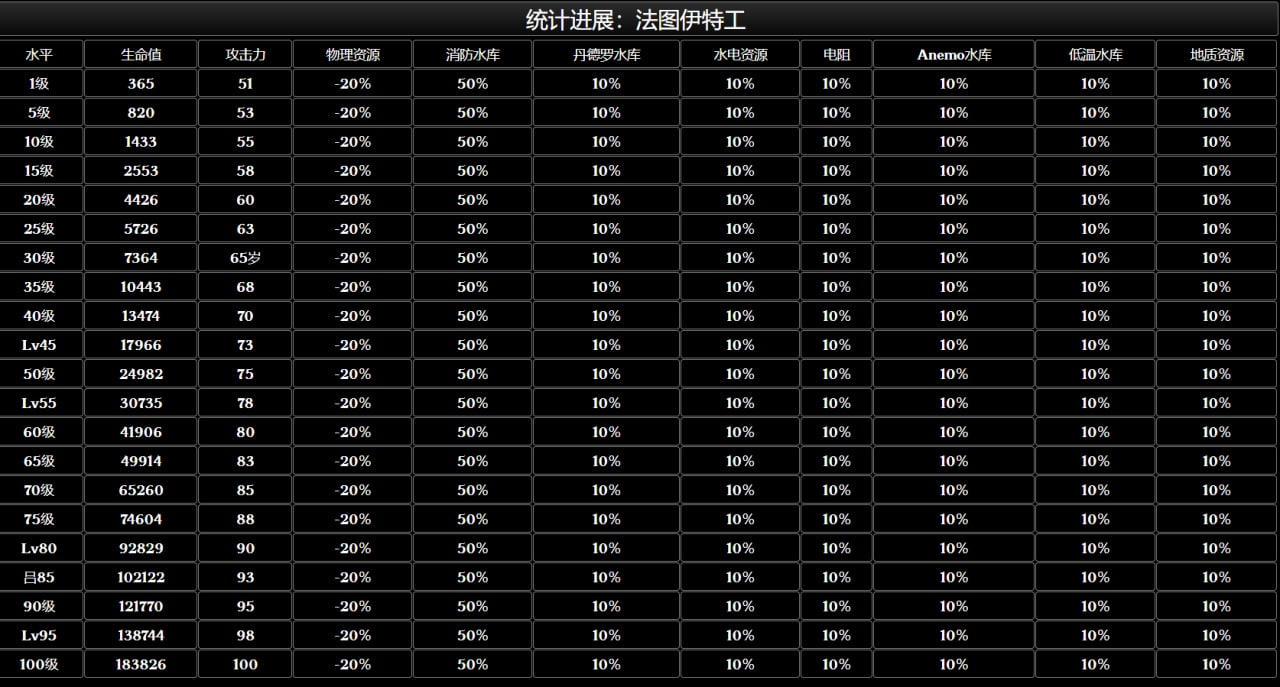 统计进展：法图伊特工
水平 生命值 攻击力 物理资源 消防水库 丹德罗水库 水电资源 电阻 Anemo水库 低温水库 地质资源
1级 365 51 -20% 50% 10% 10% 10% 10% 10% 10%
5级 820 53 -20% 50% 10% 10% 10% 10% 10% 10%
10级 1433 55 -20% 50% 10% 10% 10% 10% 10% 10%
15级 2553 58 -20% 50% 10% 10% 10% 10% 10% 10%
20级 4426 60 -20% 50% 10% 10% 10% 10% 10% 10%
25级 5726 63 -20% 50% 10% 10% 10% 10% 10% 10%
30级 7364 65岁 -20% 50% 10% 10% 10% 10% 10% 10%
35级 10443 68 -20% 50% 10% 10% 10% 10% 10% 10%
40级 13474 70 -20% 50% 10% 10% 10% 10% 10% 10%
Lv45 17966 73 -20% 50% 10% 10% 10% 10% 10% 10%
50级 24982 75 -20% 50% 10% 10% 10% 10% 10% 10%
Lv55 30735 78 -20% 50% 10% 10% 10% 10% 10% 10%
60级 41906 80 -20% 50% 10% 10% 10% 10% 10% 10%
65级 49914 83 -20% 50% 10% 10% 10% 10% 10% 10%
70级 65260 85 -20% 50% 10% 10% 10% 10% 10% 10%
75级 74604 88 -20% 50% 10% 10% 10% 10% 10% 10%
Lv80 92829 90 -20% 50% 10% 10% 10% 10% 10% 10%
吕85 102122 93 -20% 50% 10% 10% 10% 10% 10% 10%
90级 121770 95 -20% 50% 10% 10% 10% 10% 10% 10%
Lv95 138744 98 -20% 50% 10% 10% 10% 10% 10% 10%
100级 183826 100 -20% 50% 10% 10% 10% 10% 10% 10%